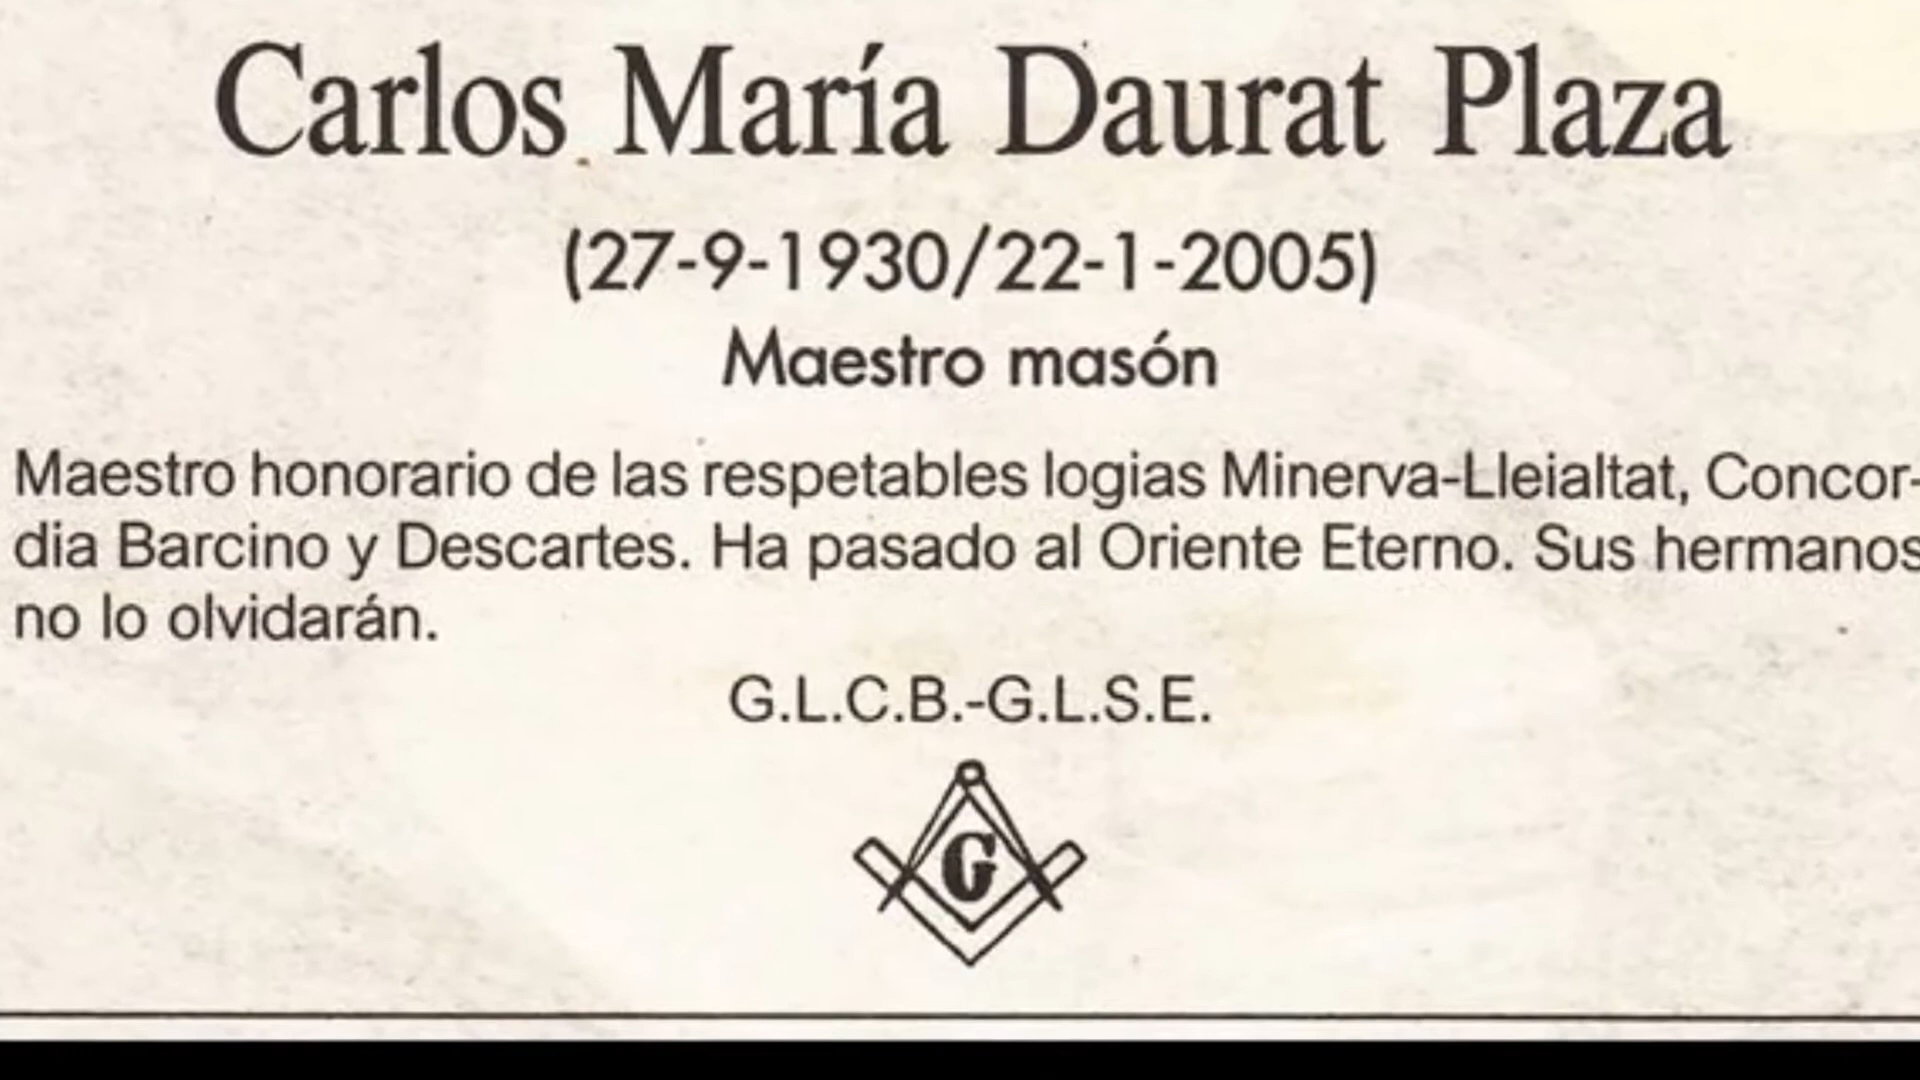 Carlos María Daurat Plaza
(27-9-1930/22-1-2005)
Maestro masón
Maestro honorario de las respetables logias Minerva-Lleialtat, Concor-
dia Barcino y Descartes. Ha pasado al Oriente Eterno. Sus hermanos
no lo olvidarán.
G.L.C.B.-G.L.S.E.
G